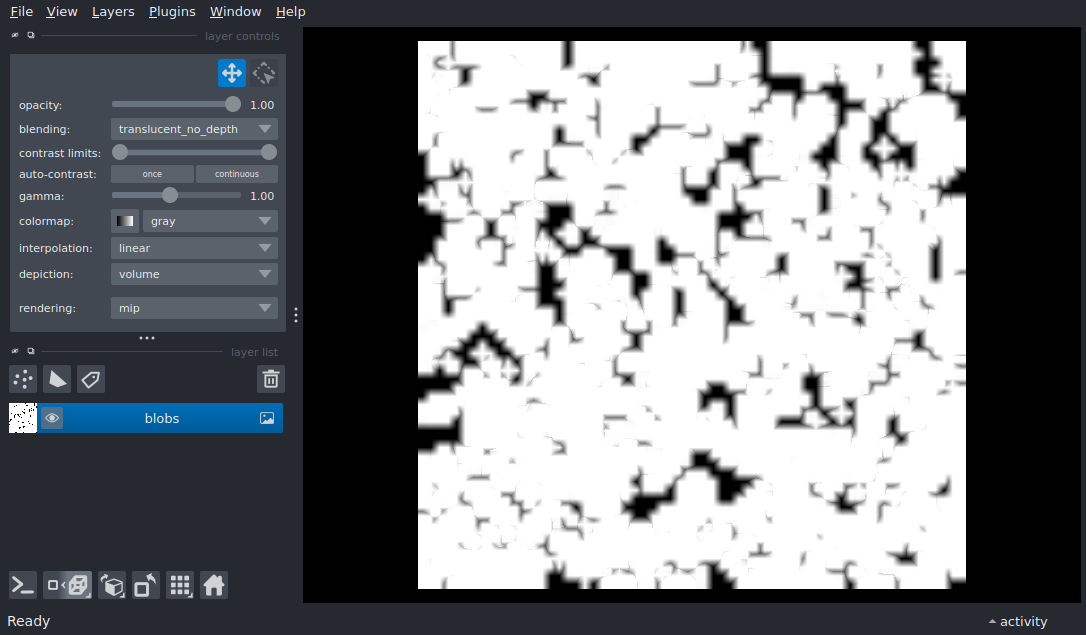 File View Layers Plugins Window Help
layer controls
opacity: 1.00
blending: translucent_no_depth
contrast limits:
auto-contrast: once continuous
gamma: 1.00
colormap: gray
interpolation: linear
depiction: volume
rendering: mip
layer list
blobs
Ready activity